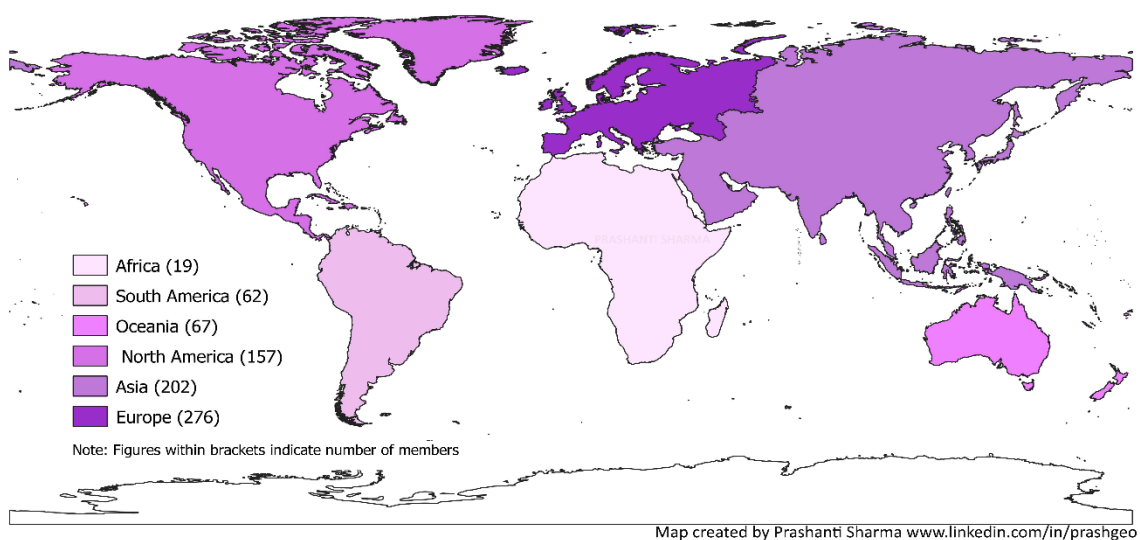 PRASHANTI SHARMA
Africa (19)
South America (62)
Oceania (67)
North America (157)
Asia (202)
Europe (276)
Note: Figures within brackets indicate number of members
Map created by Prashanti Sharma www.linkedin.com/in/prashgeo